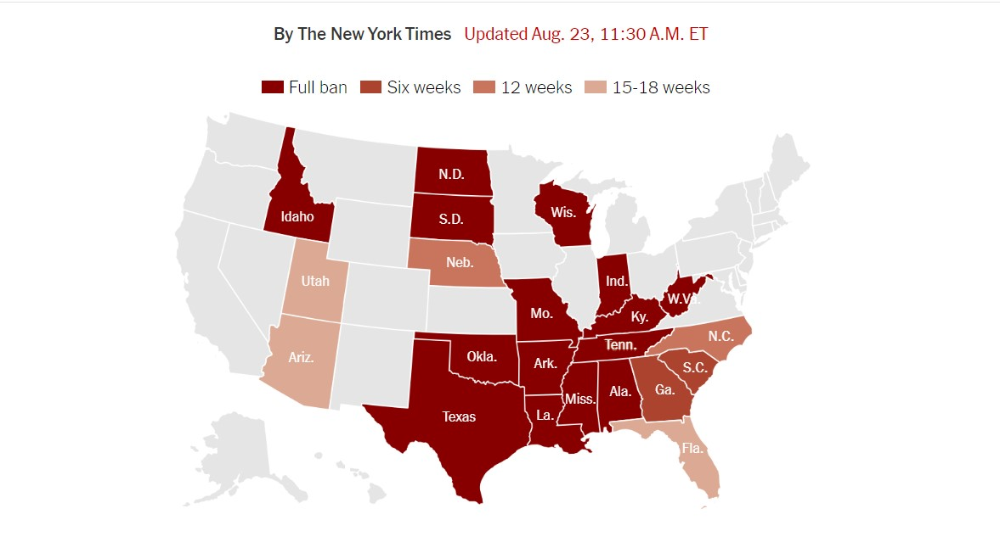 By The New York Times Updated Aug. 23, 11:30 A.M. ET
Full ban Six weeks 12 weeks 15-18 weeks
N.D.
Wis.
Idaho
S.D.
Neb.
Utah
Ind.
W.Va.
Mo.
Ky.
N.C.
Tenn.
Ariz.
Okla.
Ark.
S.C.
Ga.
Ala.
Miss.
Texas
La.
Fla.